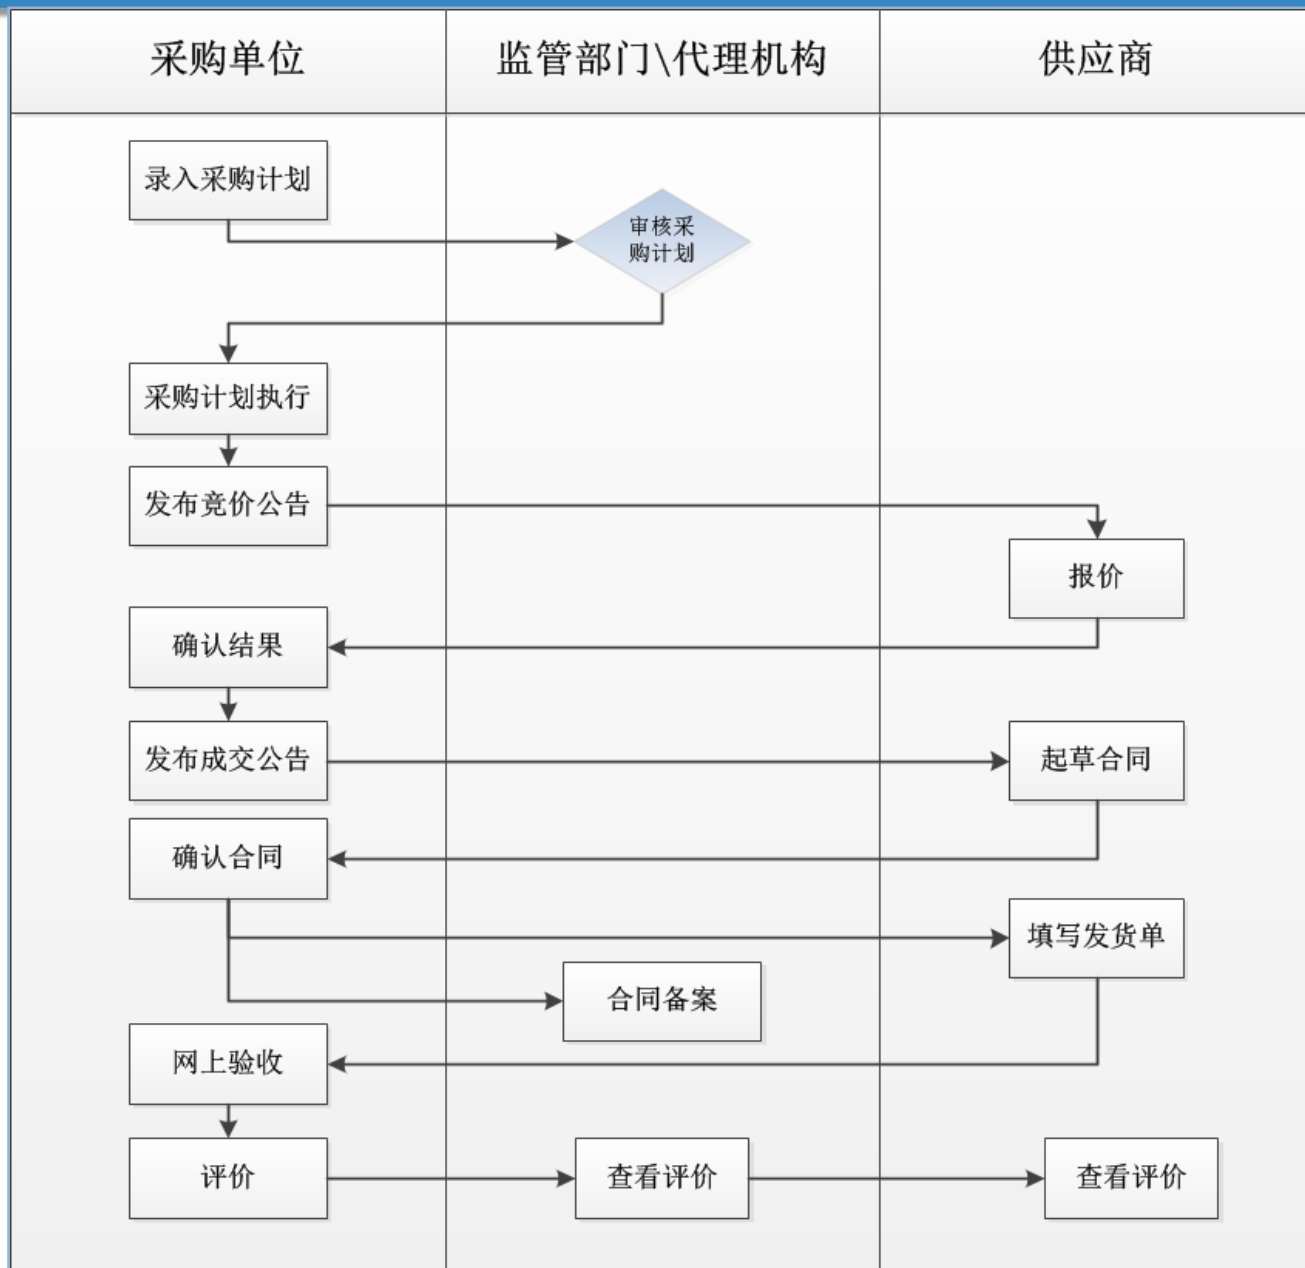 采购单位
监管部门\代理机构
供应商
录入采购计划
审核采
购计划
采购计划执行
发布竞价公告
报价
确认结果
发布成交公告
起草合同
确认合同
填写发货单
合同备案
网上验收
评价
查看评价
查看评价